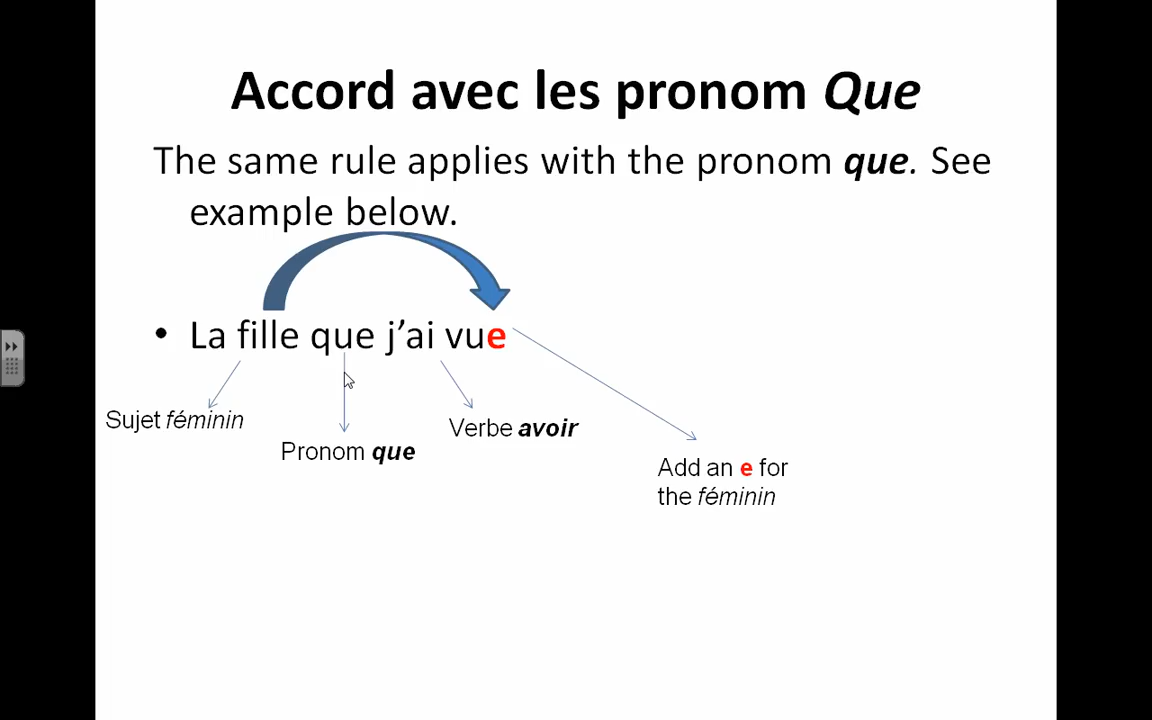 Accord avec les pronom Que
The same rule applies with the pronom que. See
example below.
• La fille que j’ai vue
Sujet féminin
Pronom que
Verbe avoir
Add an e for
the féminin